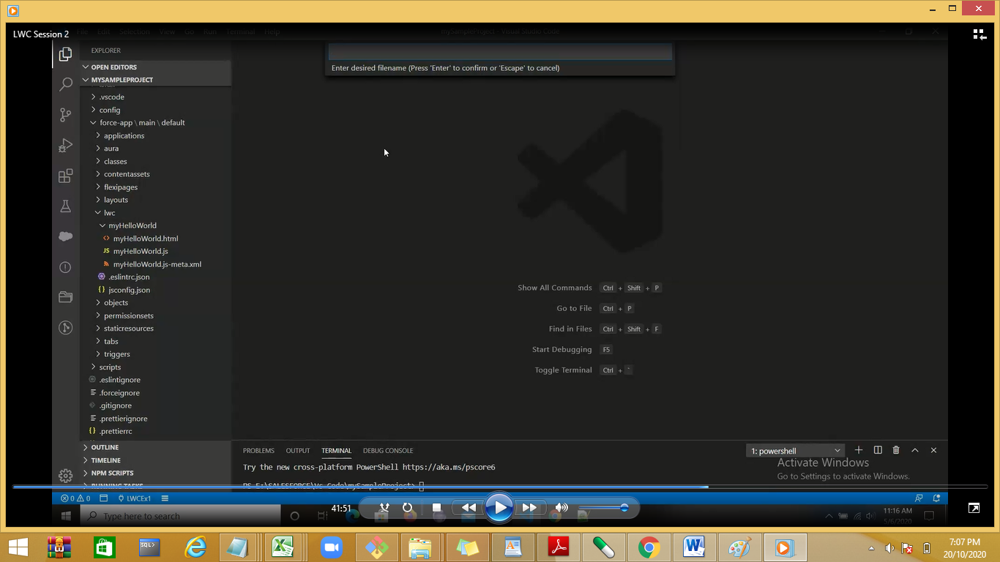 LWC Session 2
File Edit Selection View Go Run Terminal Help
mySampleProject - Visual Studio Code
EXPLORER
OPEN EDITORS
MYSAMPLEPROJECT
.vscode
config
force-app \ main \ default
applications
aura
classes
contentassets
flexipages
layouts
lwc
myHelloWorld
myHelloWorld.html
JS myHelloWorld.js
myHelloWorld.js-meta.xml
.eslintrc.json
{} jsconfig.json
objects
permissionsets
staticresources
tabs
triggers
scripts
.eslintignore
.forceignore
.gitignore
.prettierignore
{} .prettierrc
OUTLINE
TIMELINE
NPM SCRIPTS
RUNNING TASKS
Enter desired filename (Press 'Enter' to confirm or 'Escape' to cancel)
Show All Commands Ctrl + Shift + P
Go to File Ctrl + P
Find in Files Ctrl + Shift + F
Start Debugging F5
Toggle Terminal Ctrl + `
PROBLEMS OUTPUT TERMINAL DEBUG CONSOLE
1: powershell
Try the new cross-platform PowerShell https://aka.ms/pscore6
PS E:\SALESFORCE\Vs Code\mySampleProject>
Activate Windows
Go to Settings to activate Windows.
0 0 LWCEx1
Type here to search
41:51
11:16 AM
5/6/2020
SQL>
7:07 PM
20/10/2020